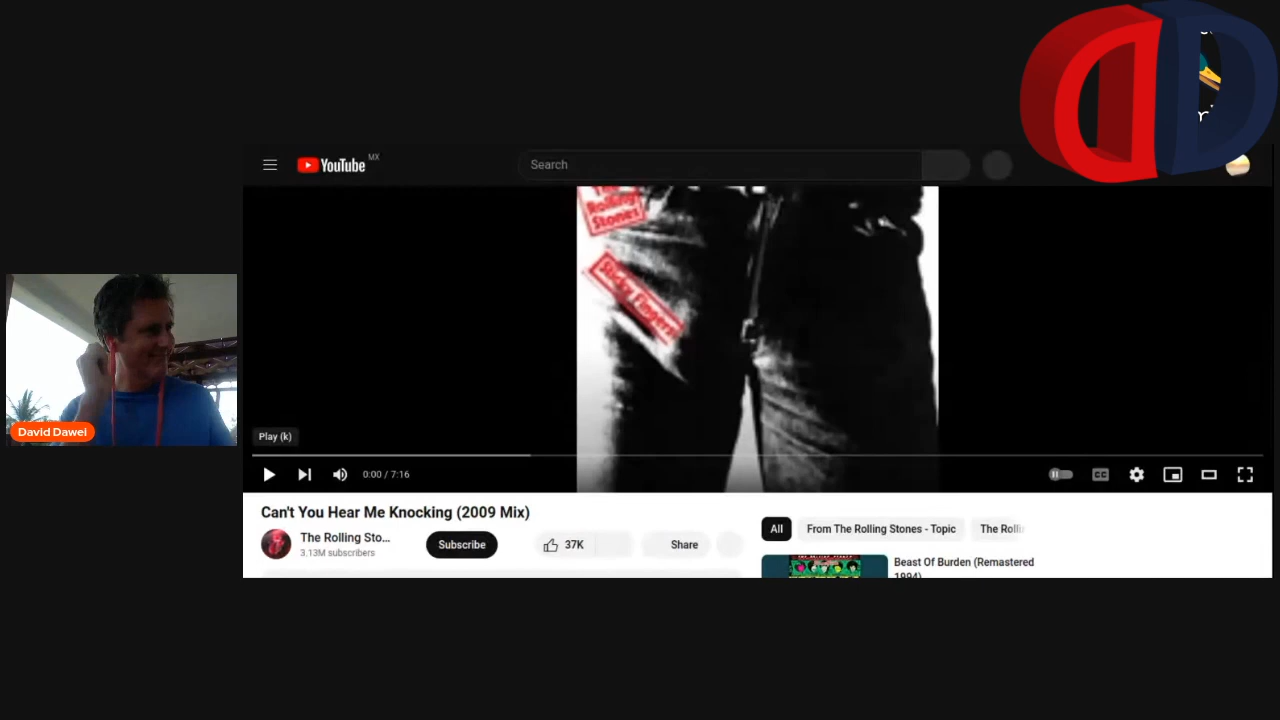 YouTube MX
Search
Rolling
Stones
Sticky Fingers
David Dawei
Play (k)
0:00 / 7:16
CC
Can't You Hear Me Knocking (2009 Mix)
The Rolling Sto...
3.13M subscribers
Subscribe
37K
Share
All
From The Rolling Stones - Topic
The Rolli
Beast Of Burden (Remastered
1994)